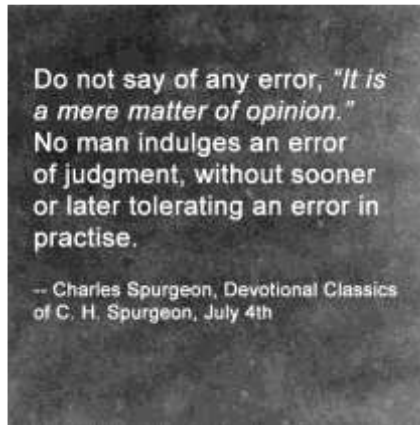 Do not say of any error, “It is
a mere matter of opinion.”
No man indulges an error
of judgment, without sooner
or later tolerating an error in
practise.
-- Charles Spurgeon, Devotional Classics
of C. H. Spurgeon, July 4th